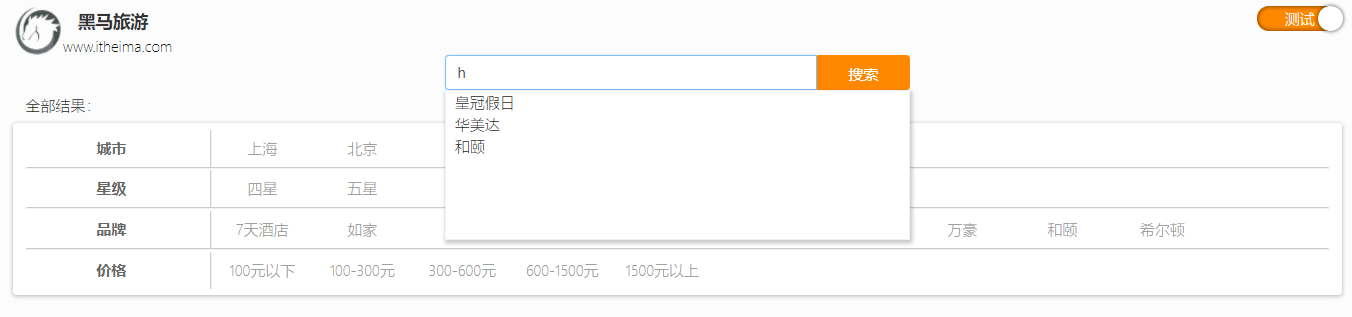 黑马旅游
www.itheima.com
测试
h
搜索
皇冠假日
华美达
和颐
全部结果：
城市 上海 北京
星级 四星 五星
品牌 7天酒店 如家 万豪 和颐 希尔顿
价格 100元以下 100-300元 300-600元 600-1500元 1500元以上